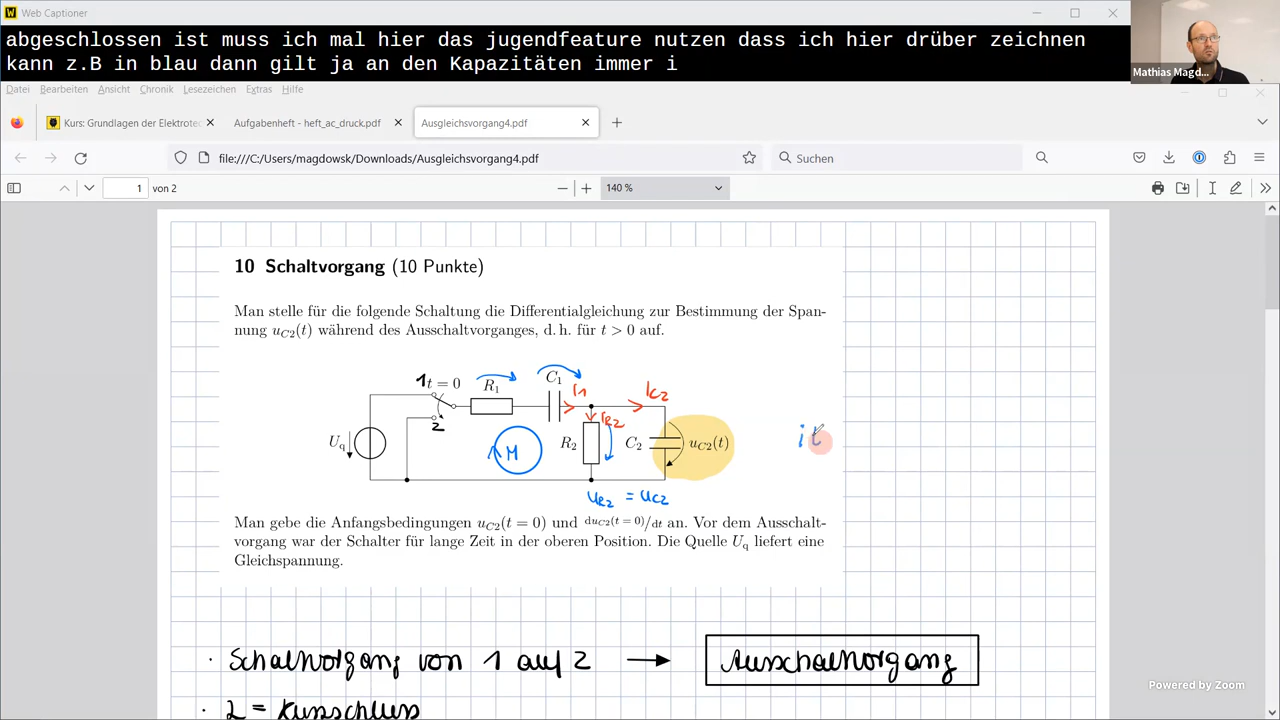 Web Captioner
abgeschlossen ist muss ich mal hier das jugendfeature nutzen dass ich hier drüber zeichnen
kann z.B in blau dann gilt ja an den Kapazitäten immer i
Mathias Magd...
Datei Bearbeiten Ansicht Chronik Lesezeichen Extras Hilfe
Kurs: Grundlagen der Elektrotec
Aufgabenheft - heft_ac_druck.pdf
Ausgleichsvorgang4.pdf
file:///C:/Users/magdowsk/Downloads/Ausgleichsvorgang4.pdf
Suchen
1 von 2
140 %
10 Schaltvorgang (10 Punkte)
Man stelle für die folgende Schaltung die Differentialgleichung zur Bestimmung der Span-
nung uC2(t) während des Ausschaltvorganges, d. h. für t > 0 auf.
1 t = 0
R1
C1
I1
IC2
2
IR2
Uq
M
R2
C2
uC2(t)
it
uR2 = uC2
Man gebe die Anfangsbedingungen uC2(t = 0) und duC2(t=0)/dt an. Vor dem Ausschalt-
vorgang war der Schalter für lange Zeit in der oberen Position. Die Quelle Uq liefert eine
Gleichspannung.
· Schaltvorgang von 1 auf 2 → Ausschaltvorgang
· 2 = Kurzschluss
Powered by Zoom